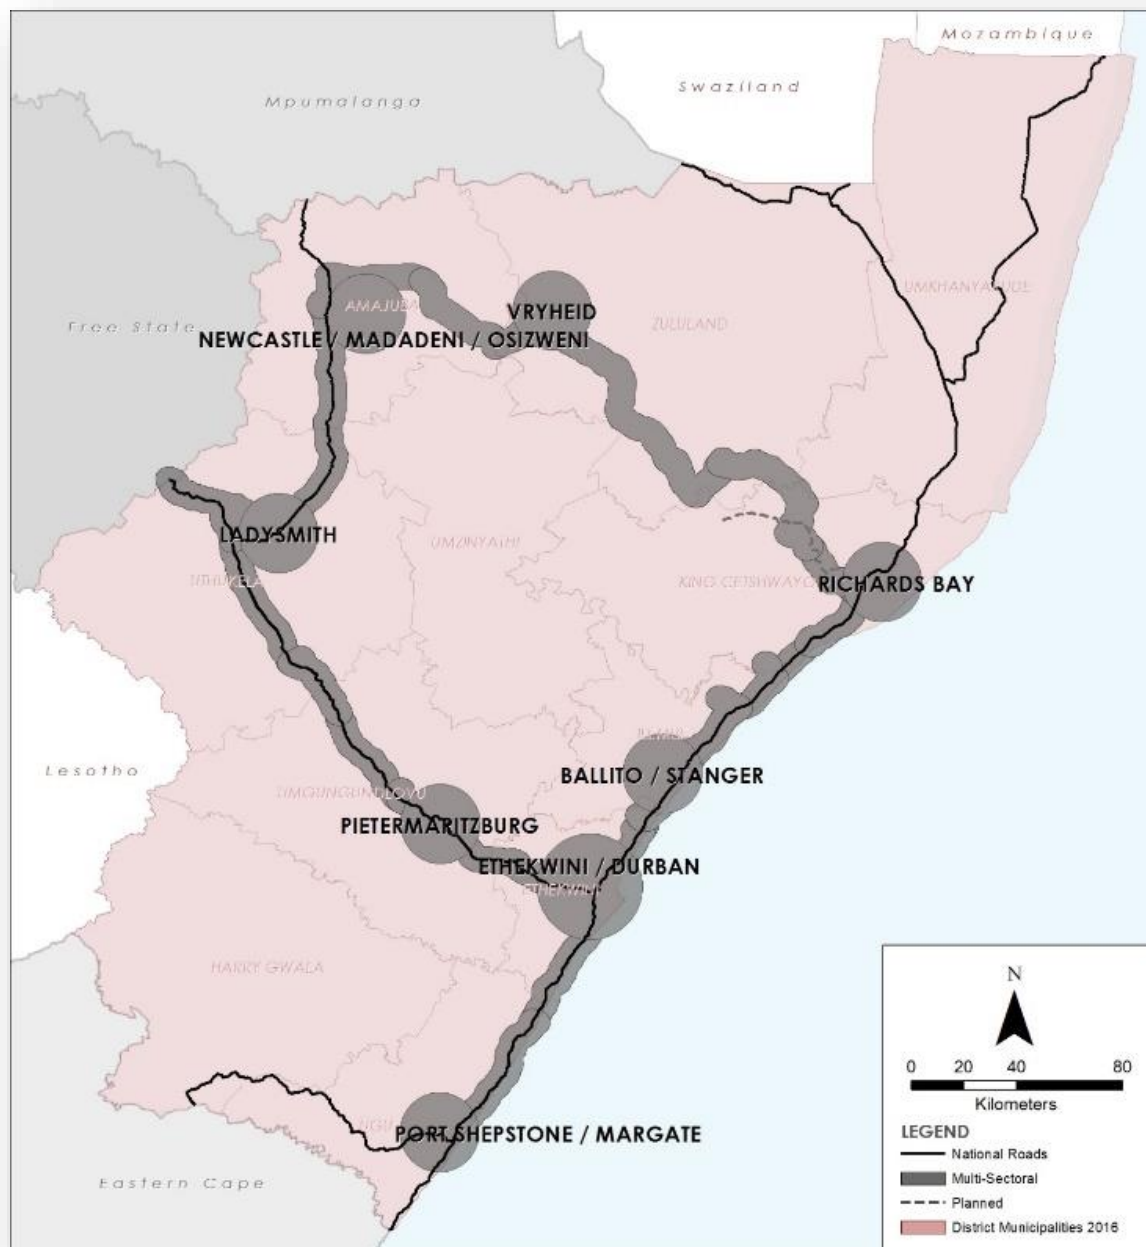 Mozambique
Swaziland
Mpumalanga
UMKHANYAKUDE
AMAJUBA
VRYHEID
ZULULAND
Free State
NEWCASTLE / MADADENI / OSIZWENI
LADYSMITH
UMZINYATHI
UTHUKELA
KING CETSHWAYO
RICHARDS BAY
Lesotho
BALLITO / STANGER
UMGUNGUNDLOVU
PIETERMARITZBURG
ETHEKWINI / DURBAN
ETHEKWINI
HARRY GWALA
UGU
PORT SHEPSTONE / MARGATE
Eastern Cape
N
0 20 40 80
Kilometers
LEGEND
National Roads
Multi-Sectoral
Planned
District Municipalities 2016